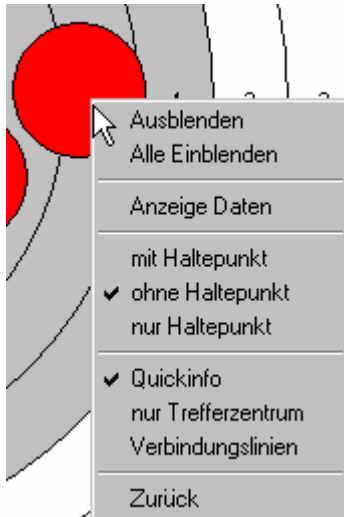 Ausblenden
Alle Einblenden
Anzeige Daten
mit Haltepunkt
ohne Haltepunkt
nur Haltepunkt
Quickinfo
nur Trefferzentrum
Verbindungslinien
Zurück